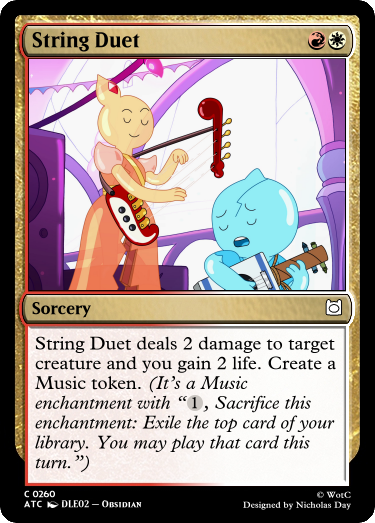 String Duet
Sorcery
String Duet deals 2 damage to target
creature and you gain 2 life. Create a
Music token. (It's a Music
enchantment with “1, Sacrifice this
enchantment: Exile the top card of your
library. You may play that card this
turn.”)
C 0260
ATC DLE02 – Obsidian
© WotC
Designed by Nicholas Day